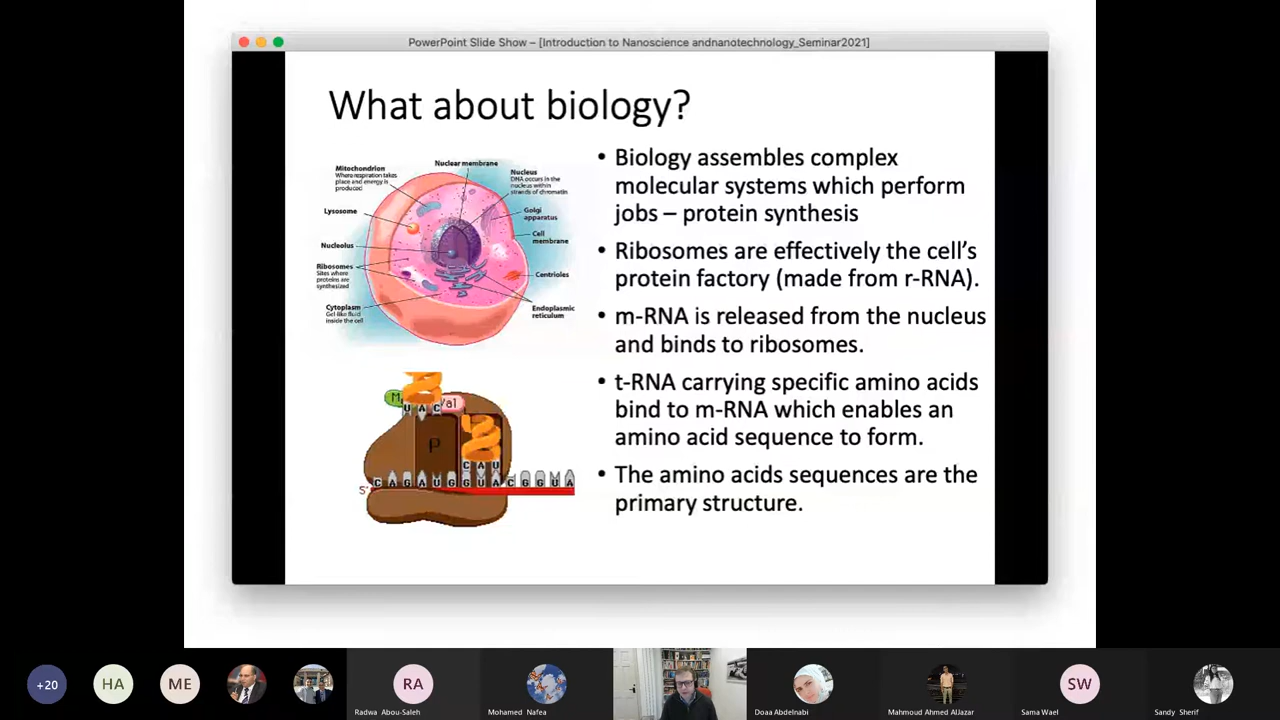 PowerPoint Slide Show – [Introduction to Nanoscience andnanotechnology_Seminar2021]
What about biology?
Mitochondrion
Where respiration takes
place and energy is
produced
Nuclear membrane
Nucleus
DNA occurs in the
nucleus within
strands of chromatin
Lysosome
Golgi
apparatus
Cell
membrane
Nucleolus
Ribosomes
Sites where
proteins are
synthesized
Centrioles
Cytoplasm
Gel like fluid
inside the cell
Endoplasmic
reticulum
• Biology assembles complex
molecular systems which perform
jobs – protein synthesis
• Ribosomes are effectively the cell's
protein factory (made from r-RNA).
• m-RNA is released from the nucleus
and binds to ribosomes.
• t-RNA carrying specific amino acids
bind to m-RNA which enables an
amino acid sequence to form.
• The amino acids sequences are the
primary structure.
UAC
P
CAU
5'
CAGAUGGUACGGUA
+20
HA
ME
RA
Radwa Abou-Saleh
Mohamed Nafea
Doaa Abdelnabi
Mahmoud Ahmed AlJazar
SW
Sama Wael
Sandy Sherif